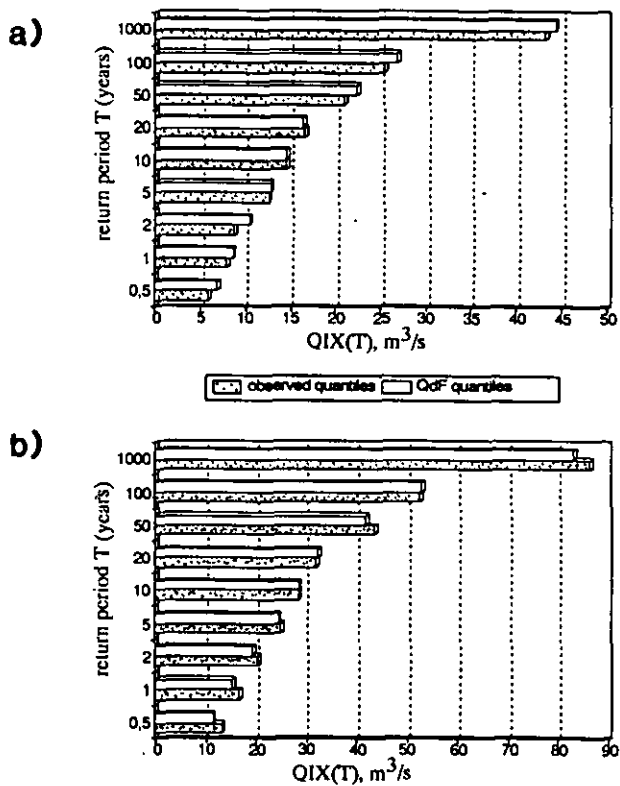 a)
return period T (years)
1000
100
50
20
10
5
2
1
0,5
0 5 10 15 20 25 30 35 40 45 50
QIX(T), m³/s
observed quantiles QdF quantiles
b)
return period T (years)
1000
100
50
20
10
5
2
1
0,5
0 10 20 30 40 50 60 70 80 90
QIX(T), m³/s